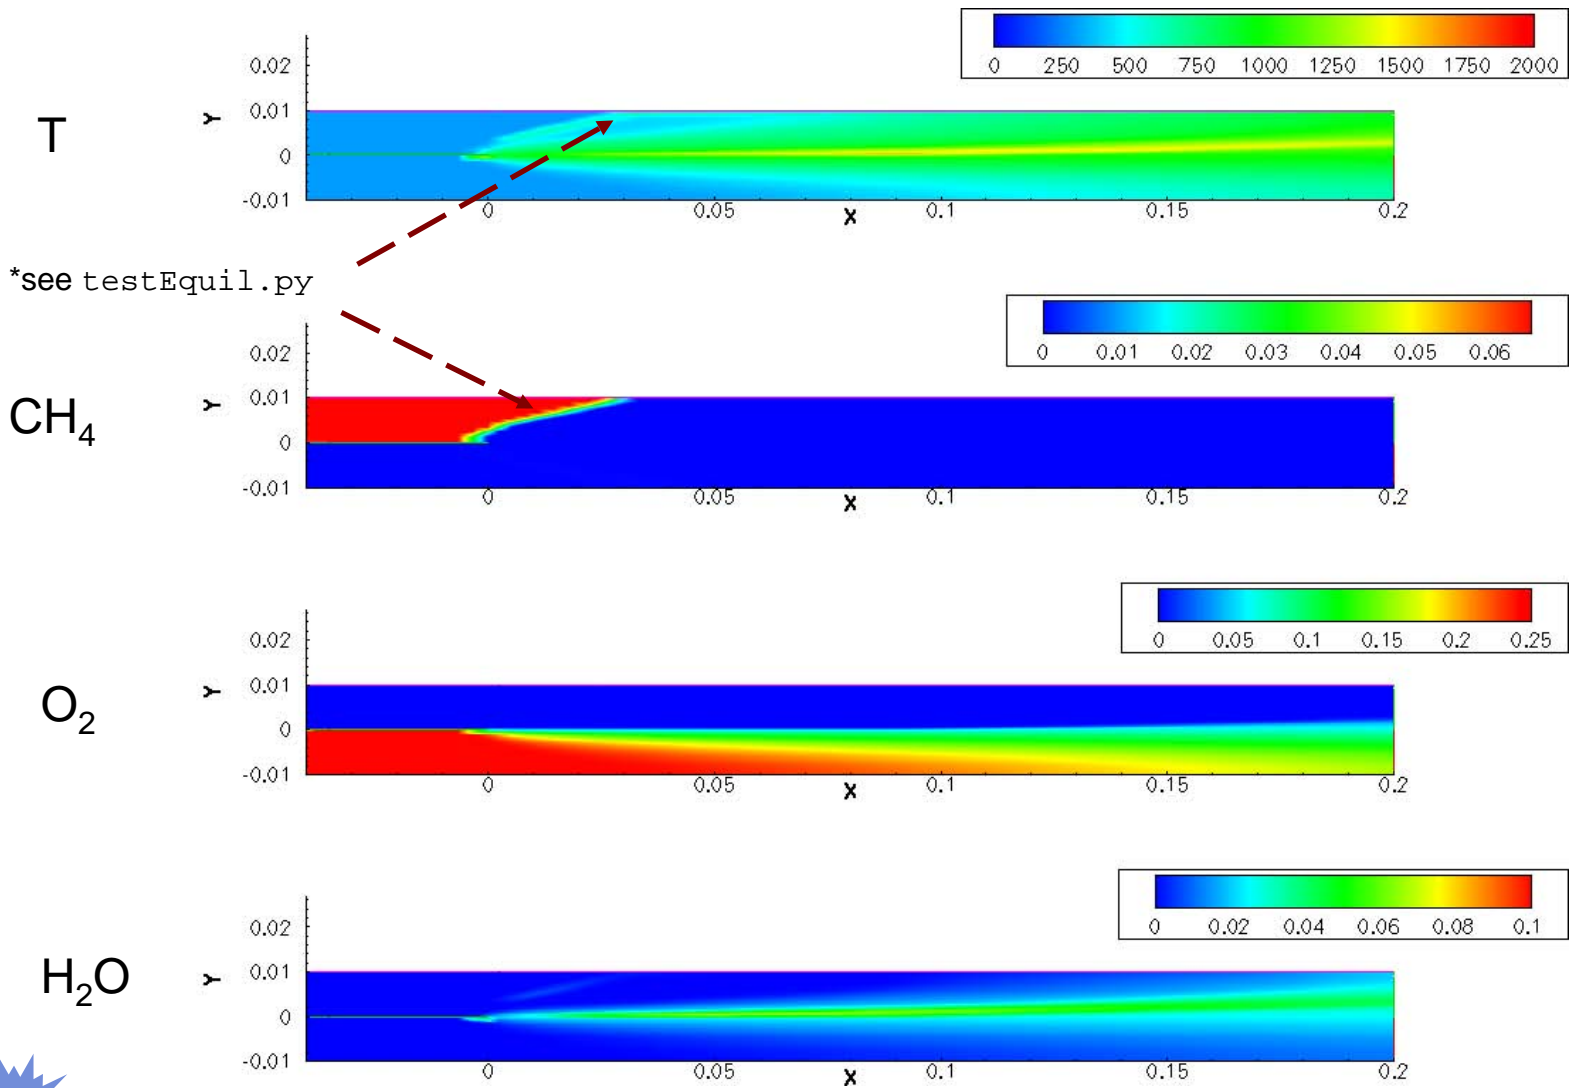 0 250 500 750 1000 1250 1500 1750 2000
T
Y
0.02
0.01
0
-0.01
0 0.05 0.1 0.15 0.2
X
*see testEquil.py
0 0.01 0.02 0.03 0.04 0.05 0.06
CH4
Y
0.02
0.01
0
-0.01
0 0.05 0.1 0.15 0.2
X
0 0.05 0.1 0.15 0.2 0.25
O2
Y
0.02
0.01
0
-0.01
0 0.05 0.1 0.15 0.2
X
0 0.02 0.04 0.06 0.08 0.1
H2O
Y
0.02
0.01
0
-0.01
0 0.05 0.1 0.15 0.2
X